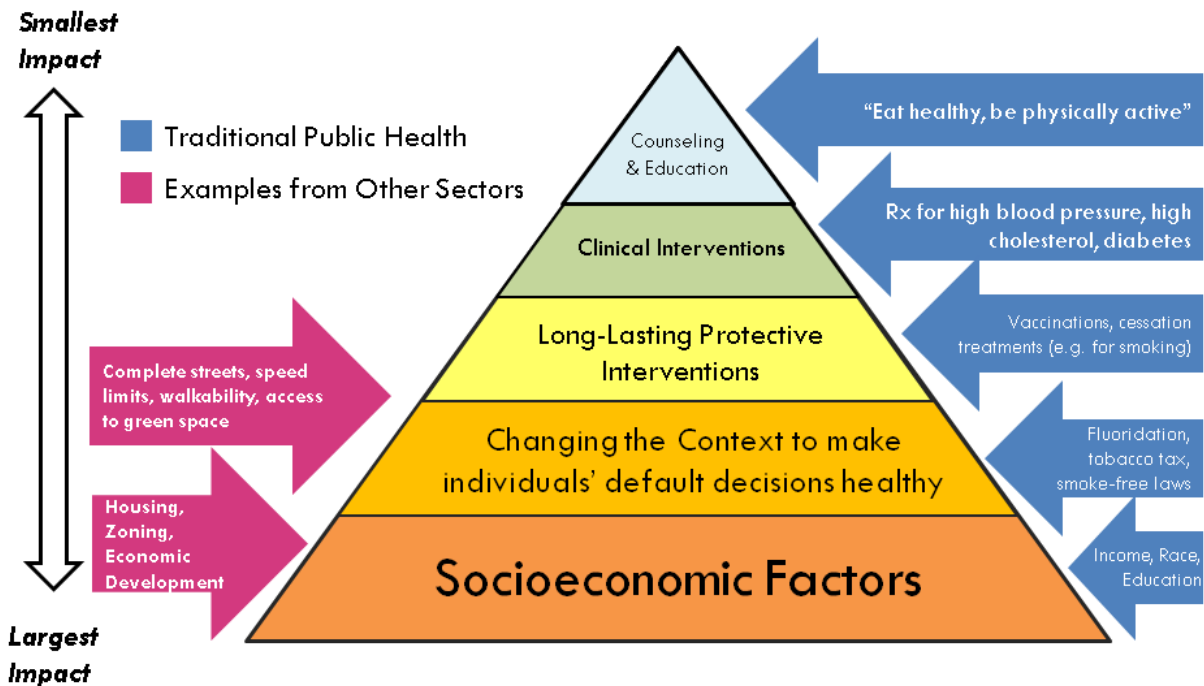 Smallest
Impact
Traditional Public Health
Examples from Other Sectors
Complete streets, speed
limits, walkability, access
to green space
Housing,
Zoning,
Economic
Development
Largest
Impact
Counseling
& Education
Clinical Interventions
Long-Lasting Protective
Interventions
Changing the Context to make
individuals’ default decisions healthy
Socioeconomic Factors
“Eat healthy, be physically active”
Rx for high blood pressure, high
cholesterol, diabetes
Vaccinations, cessation
treatments (e.g. for smoking)
Fluoridation,
tobacco tax,
smoke-free laws
Income, Race,
Education